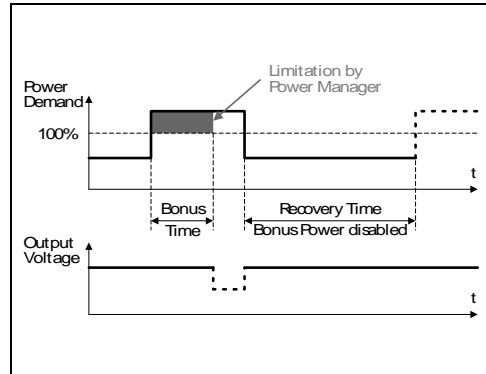 Limitation by
Power Manager
Power
Demand
100%
t
Bonus
Time
Recovery Time
Bonus Power disabled
Output
Voltage
t